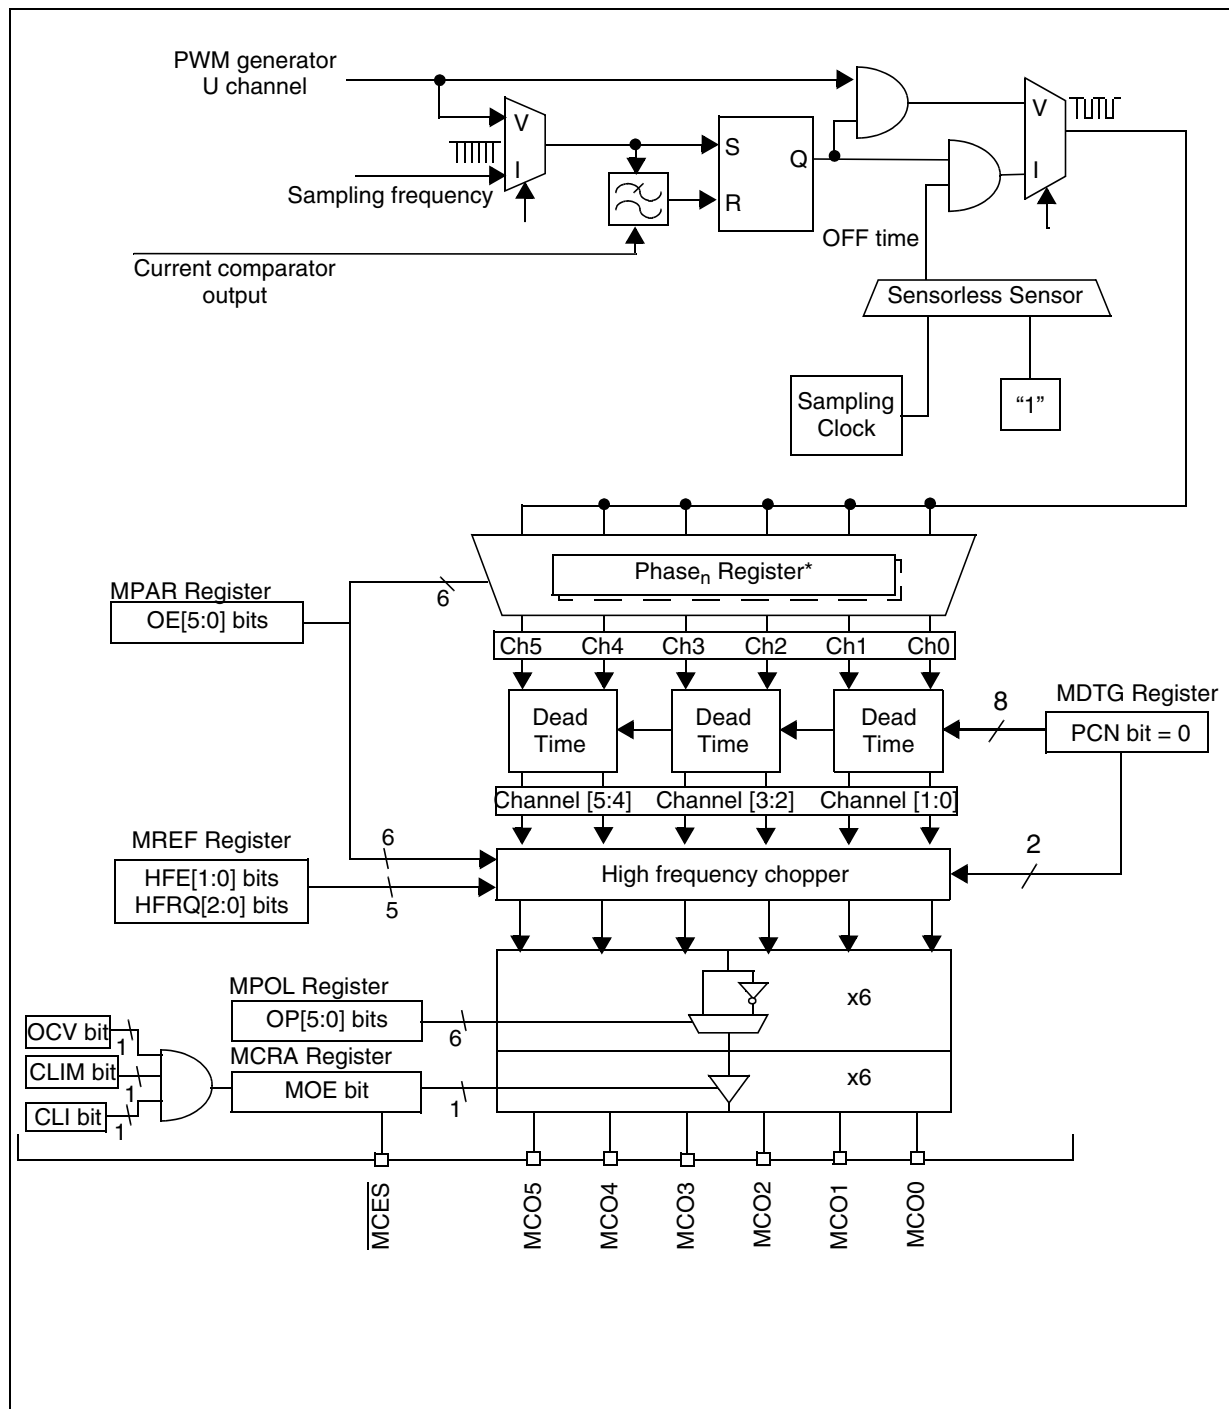 PWM generator
U channel
V
I
Sampling frequency
Current comparator
output
S
R
Q
V
I
OFF time
Sensorless Sensor
Sampling
Clock
“1”
Phasen Register*
MPAR Register
OE[5:0] bits
6
Ch5 Ch4 Ch3 Ch2 Ch1 Ch0
Dead
Time
Dead
Time
Dead
Time
8
MDTG Register
PCN bit = 0
Channel [5:4] Channel [3:2] Channel [1:0]
MREF Register
HFE[1:0] bits
HFRQ[2:0] bits
6
5
High frequency chopper
2
MPOL Register
OP[5:0] bits
6
x6
OCV bit
1
CLIM bit
1
CLI bit
1
MCRA Register
MOE bit
1
x6
MCES
MCO5
MCO4
MCO3
MCO2
MCO1
MCO0